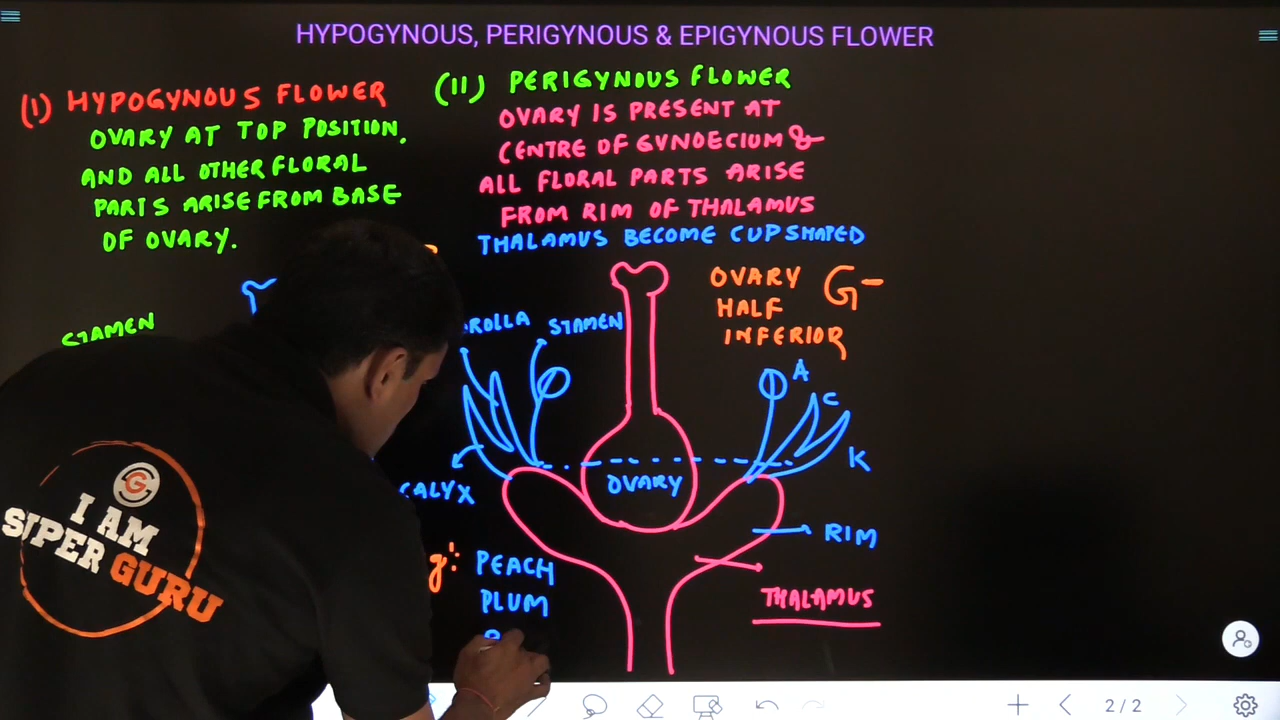 HYPOGYNOUS, PERIGYNOUS & EPIGYNOUS FLOWER
(I) HYPOGYNOUS FLOWER
OVARY AT TOP POSITION.
AND ALL OTHER FLORAL
PARTS ARISE FROM BASE
OF OVARY.
STAMEN
(II) PERIGYNOUS FLOWER
OVARY IS PRESENT AT
CENTRE OF GYNOECIUM &
ALL FLORAL PARTS ARISE
FROM RIM OF THALAMUS
THALAMUS BECOME CUP SHAPED
OVARY G-
HALF
INFERIOR
ROLLA STAMEN
A
C
K
OVARY
CALYX
RIM
THALAMUS
g':
PEACH
PLUM
I AM
SUPER GURU
2/2